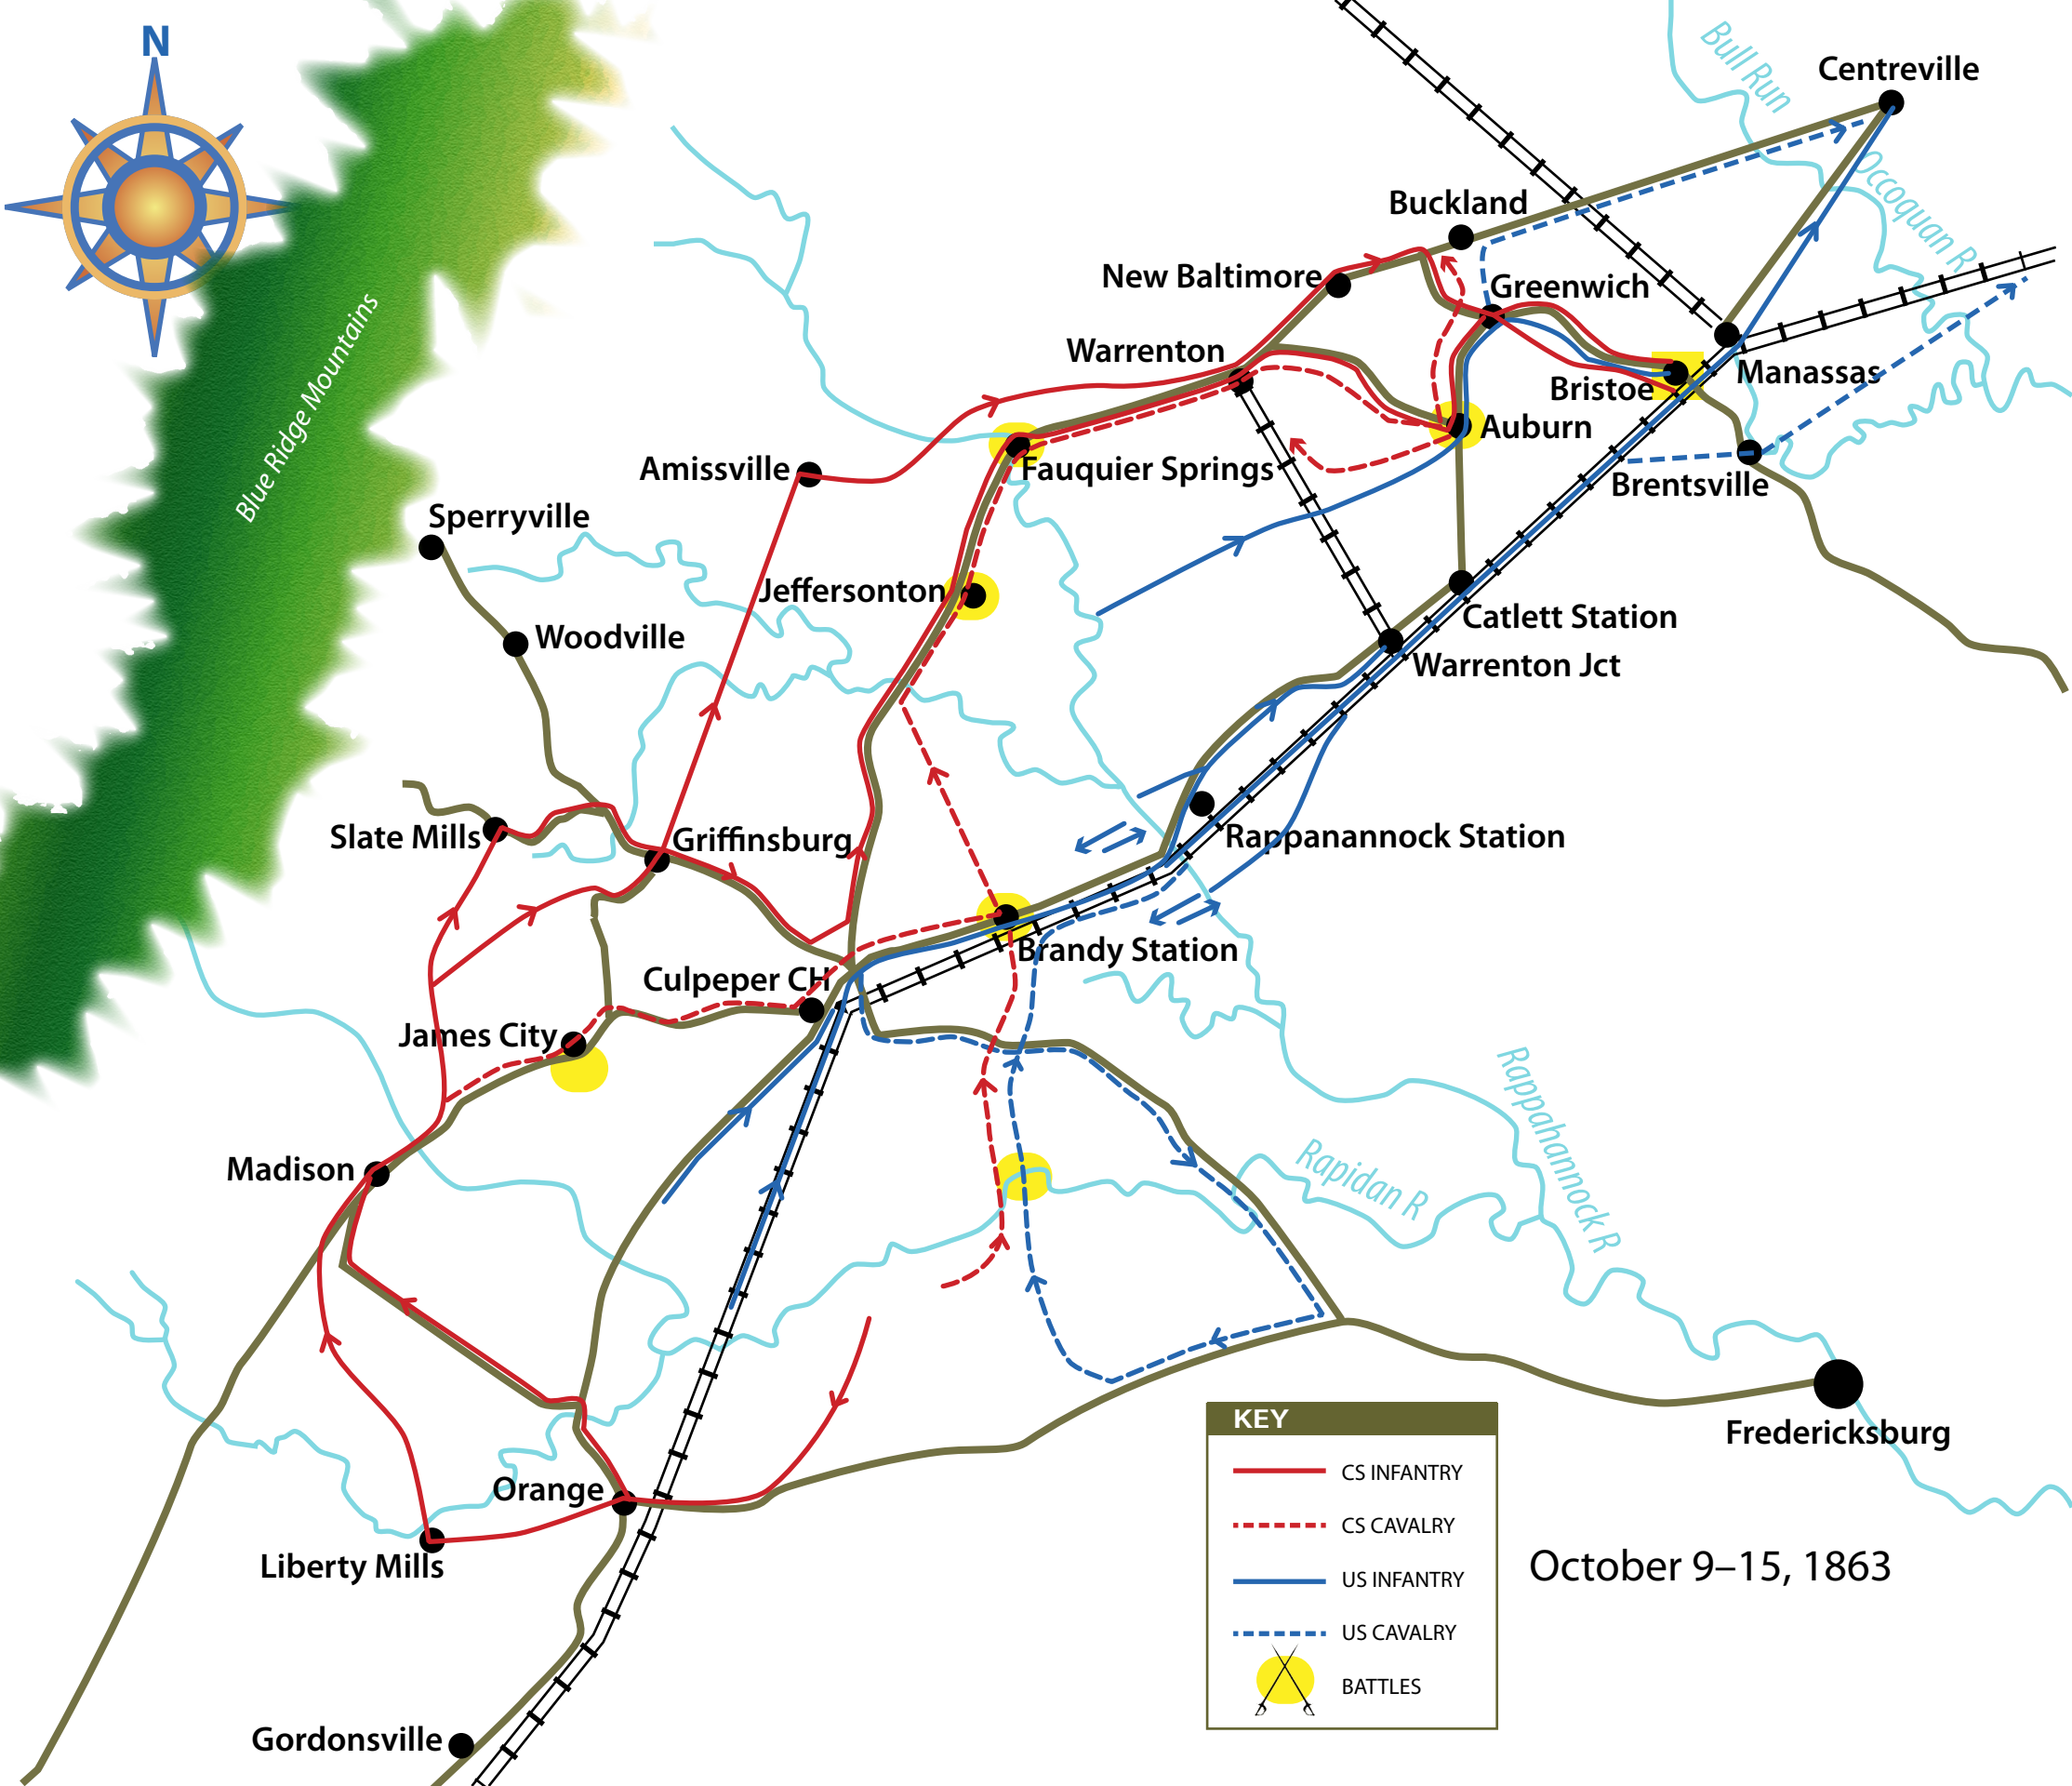 N
Bull Run
Centreville
Occoquan R
Buckland
New Baltimore
Greenwich
Blue Ridge Mountains
Warrenton
Manassas
Bristoe
Auburn
Amissville
Fauquier Springs
Brentsville
Sperryville
Jeffersonton
Catlett Station
Woodville
Warrenton Jct
Slate Mills
Griffinsburg
Rappanannock Station
Brandy Station
Culpeper CH
James City
Rappahannock R
Madison
Rapidan R
Fredericksburg
Orange
Liberty Mills
Gordonsville
KEY
CS INFANTRY
CS CAVALRY
US INFANTRY
US CAVALRY
BATTLES
October 9–15, 1863